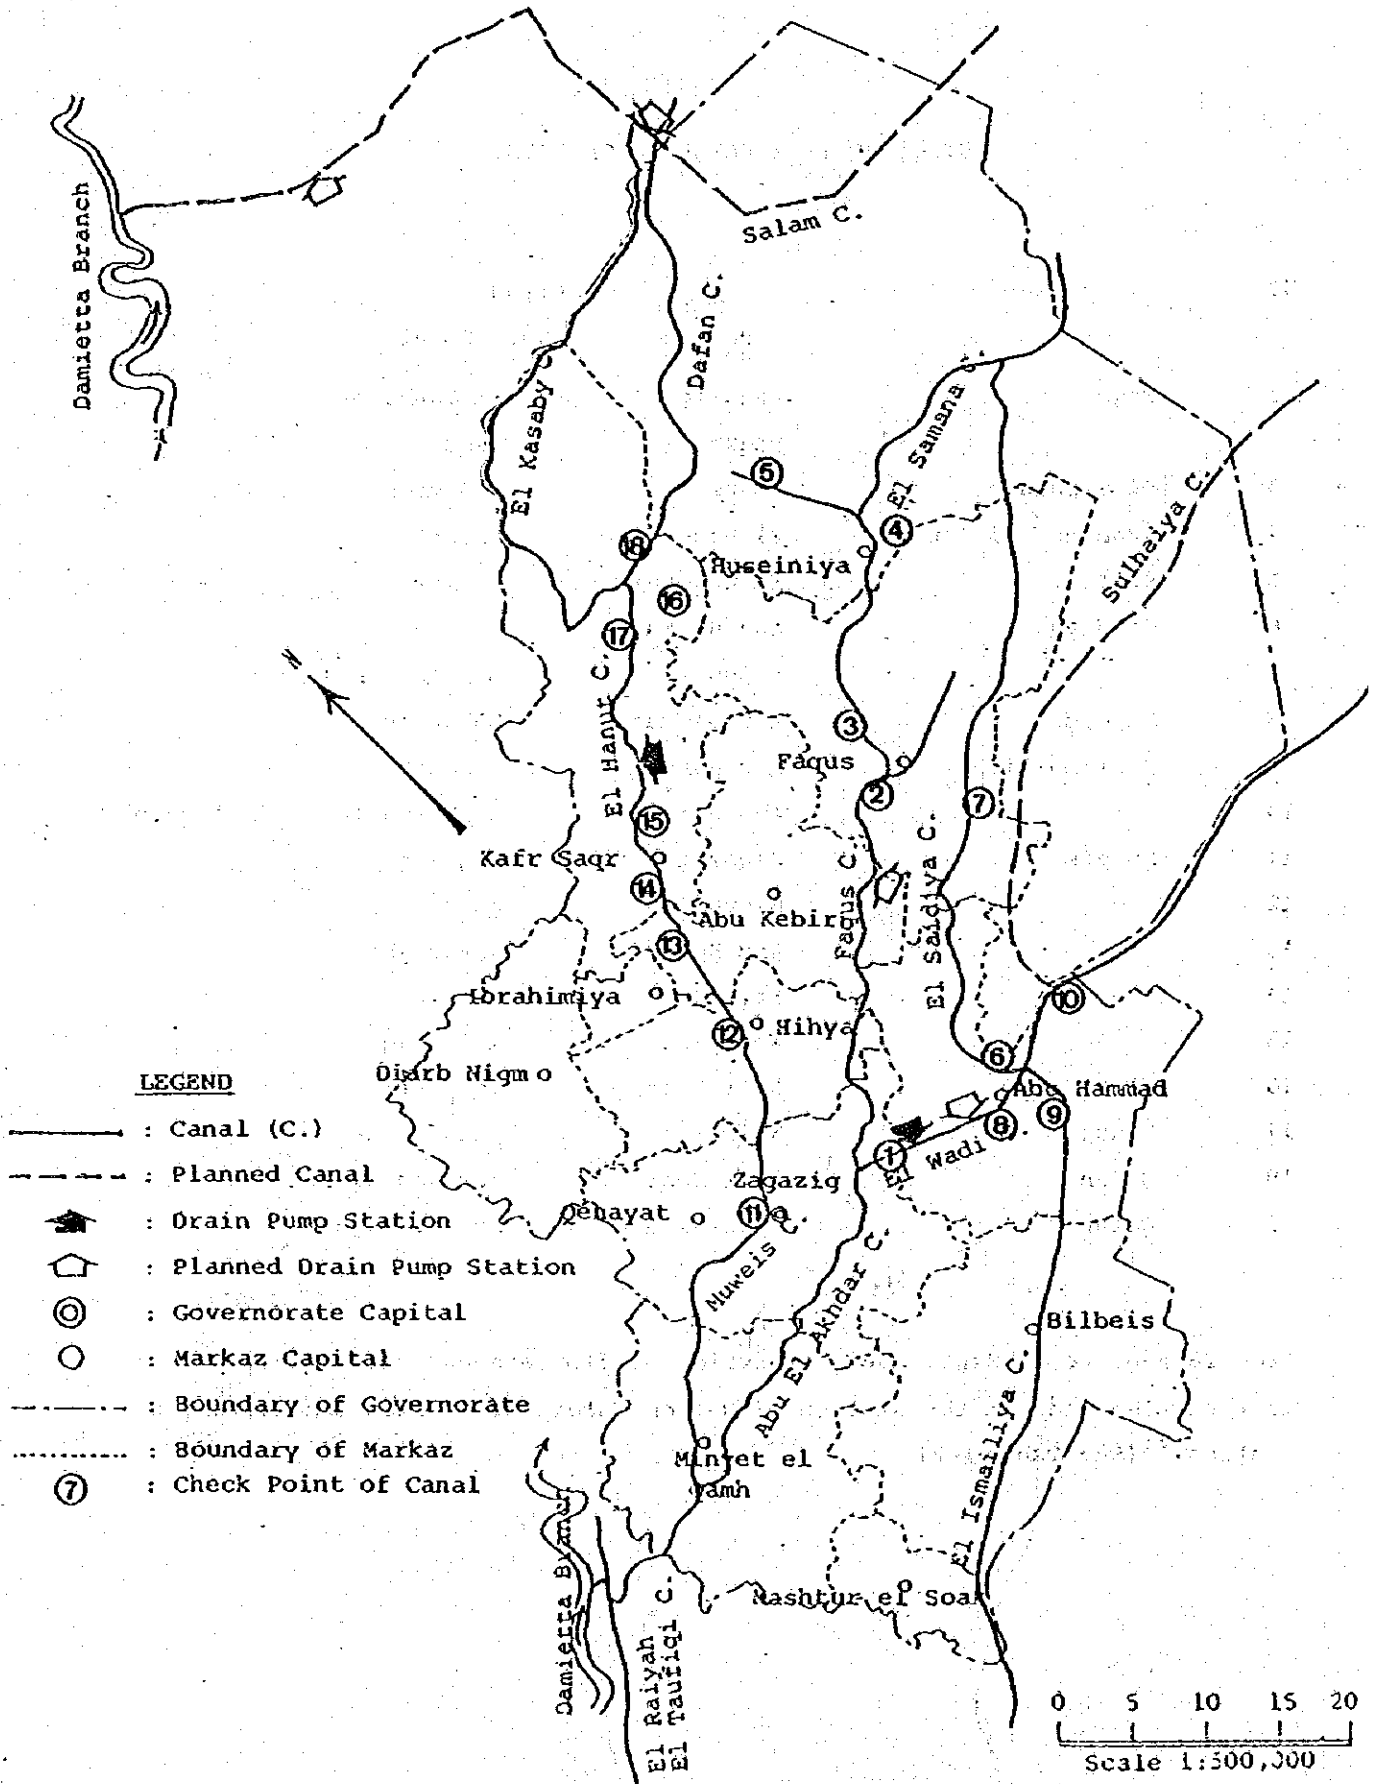 Damietta Branch
Salam C.
Dafan C.
El Kasaby C.
El Samana C.
Sulhaiya C.
5
4
18
Huseiniya
16
17
El Hanut C.
N
3
Faqus
2
7
15
Kafr Saqr
14
Abu Kebir
Faqus C.
El Saidiya C.
13
Ibrahimiya
10
12
Hihya
6
Diarb Nigm
Abu Hammad
9
8
1
El Wadi C.
Zagazig
Qenayat
11
Muweis C.
Abu El Akhdar C.
Bilbeis
El Ismailiya C.
Minyet el
Qamh
Mashtur el Soak
Damietta Branch
El Raiyah
El Taufiqi C.
LEGEND
: Canal (C.)
: Planned Canal
: Drain Pump Station
: Planned Drain Pump Station
: Governorate Capital
: Markaz Capital
: Boundary of Governorate
: Boundary of Markaz
7 : Check Point of Canal
0 5 10 15 20
Scale 1:500,000